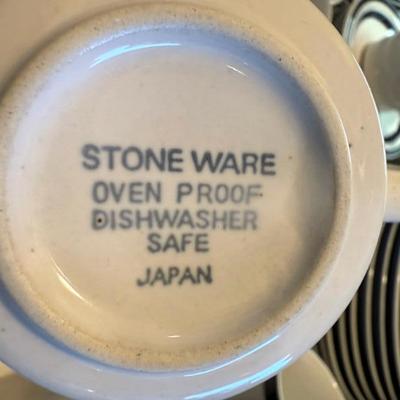 STONE WARE
OVEN PROOF
DISHWASHER
SAFE
JAPAN